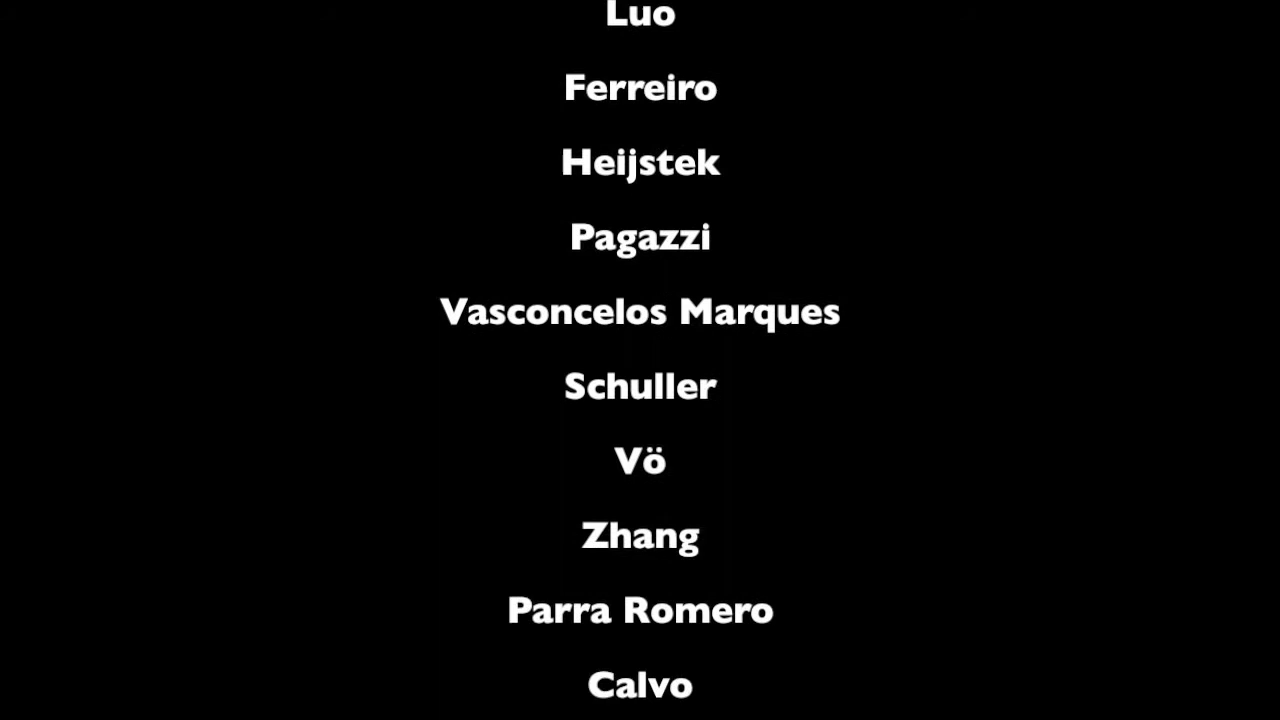 Luo
Ferreiro
Heijstek
Pagazzi
Vasconcelos Marques
Schuller
Vö
Zhang
Parra Romero
Calvo